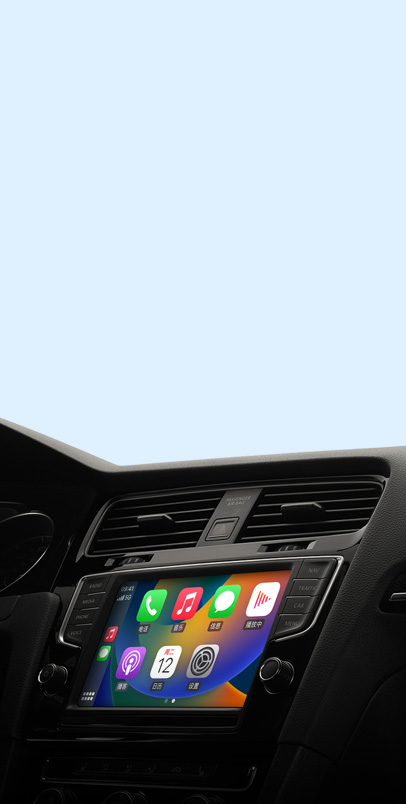 PASSENGER
AIR BAG
NAV
RADIO
TRAFFIC
MEDIA
CAR
PHONE
MENU
VOICE
09:41
5G
电话
音乐
信息
播放中
周二
12
播客
日历
设置